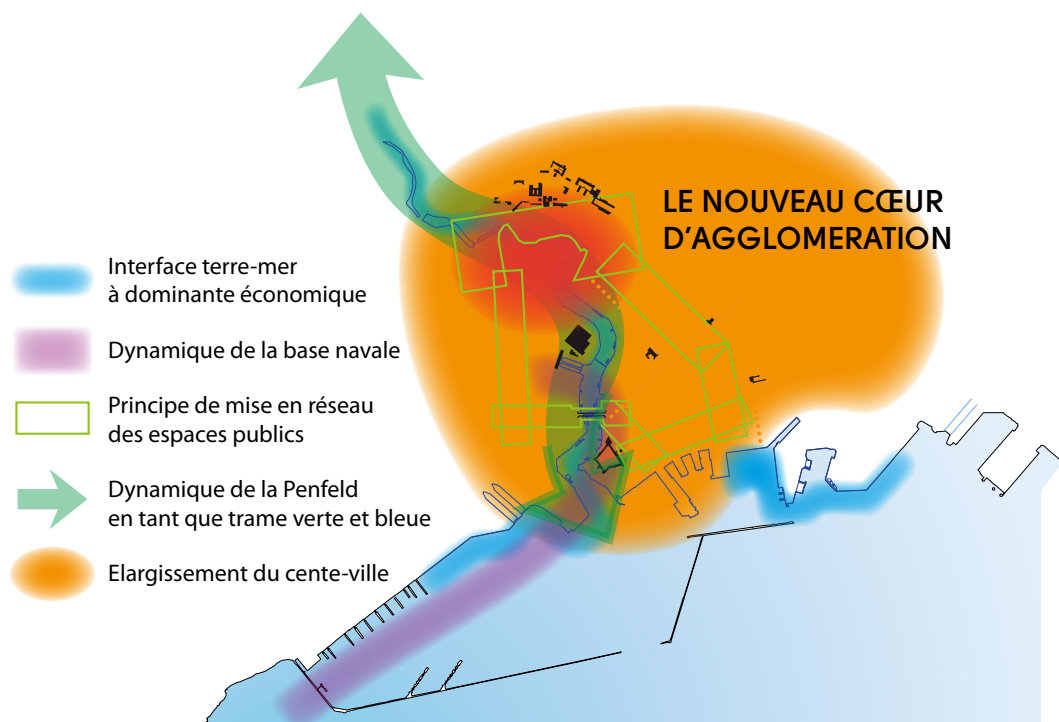 LE NOUVEAU CŒUR
D'AGGLOMERATION
Interface terre-mer
à dominante économique
Dynamique de la base navale
Principe de mise en réseau
des espaces publics
Dynamique de la Penfeld
en tant que trame verte et bleue
Elargissement du cente-ville